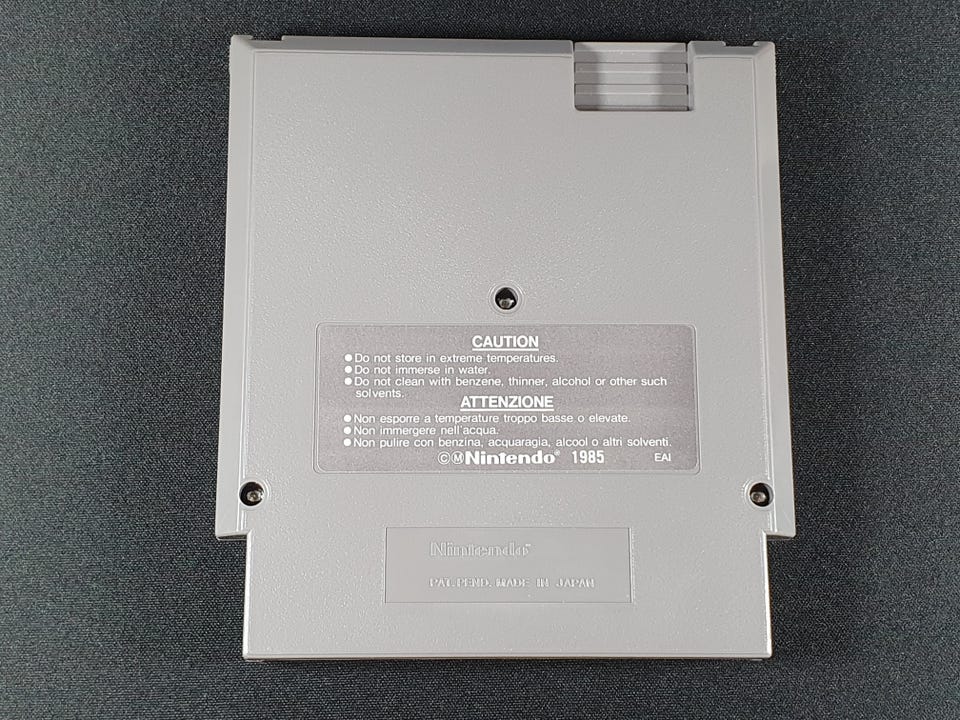 CAUTION
● Do not store in extreme temperatures.
● Do not immerse in water.
● Do not clean with benzene, thinner, alcohol or other such
solvents.
ATTENZIONE
● Non esporre a temperature troppo basse o elevate.
● Non immergere nell'acqua.
● Non pulire con benzina, acquaragia, alcool o altri solventi.
ⒸⓂNintendo® 1985 EAI
Nintendo®
PAT. PEND. MADE IN JAPAN